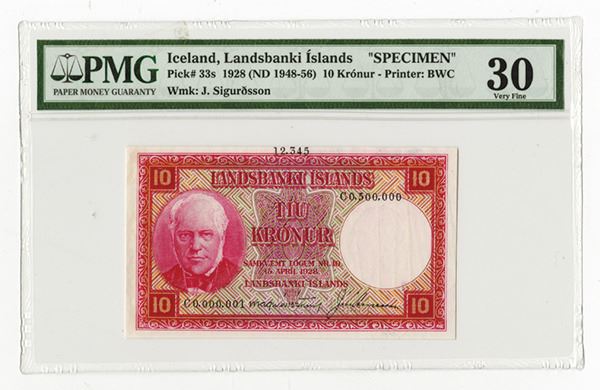 PMG
PAPER MONEY GUARANTY
Iceland, Landsbanki Íslands "SPECIMEN"
Pick# 33s 1928 (ND 1948-56) 10 Krónur - Printer: BWC
Wmk: J. Sigurðsson
30
Very Fine
12,345
10 LANDSBANKI ÍSLANDS 10
C0,500,000
TÍU
KRÓNUR
SAMKVÆMT LÖGUM NR. 10,
15. APRÍL 1928.
LANDSBANKI ÍSLANDS
C0,000,001
10 10